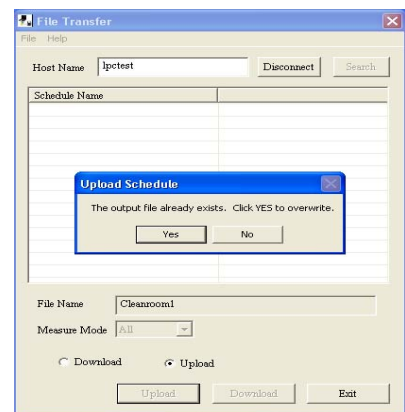 File Transfer
File Help
Host Name lpctest Disconnect Search
Schedule Name
Upload Schedule
The output file already exists. Click YES to overwrite.
Yes No
File Name Cleanroom1
Measure Mode All
Download Upload
Upload Download Exit